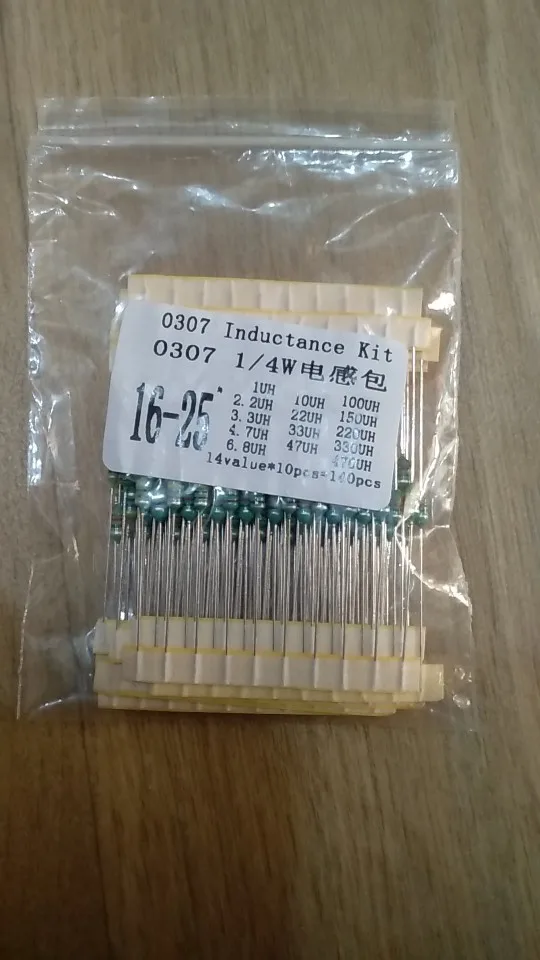 0307 Inductance Kit
0307 1/4W电感包
16-25
1UH
2.2UH 10UH 100UH
3.3UH 22UH 150UH
4.7UH 33UH 220UH
6.8UH 47UH 330UH
470UH
14value*10pcs=140pcs